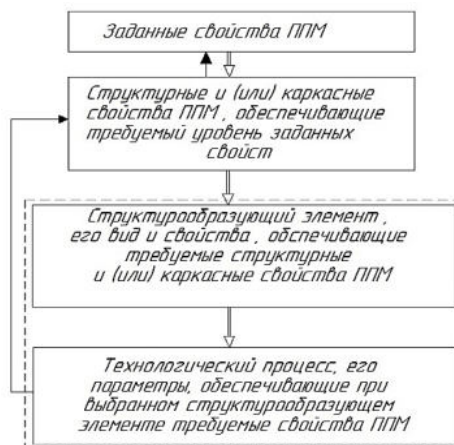 Заданные свойства ППМ
Структурные и (или) каркасные
свойства ППМ, обеспечивающие
требуемый уровень заданных
свойст
Структурообразующий элемент,
его вид и свойства, обспечивающие
требуемые структурные
и (или) каркасные свойства ППМ
Технологический процесс, его
параметры, обеспечивающие при
выбранном структурообразующем
элементе требуемые свойства ППМ